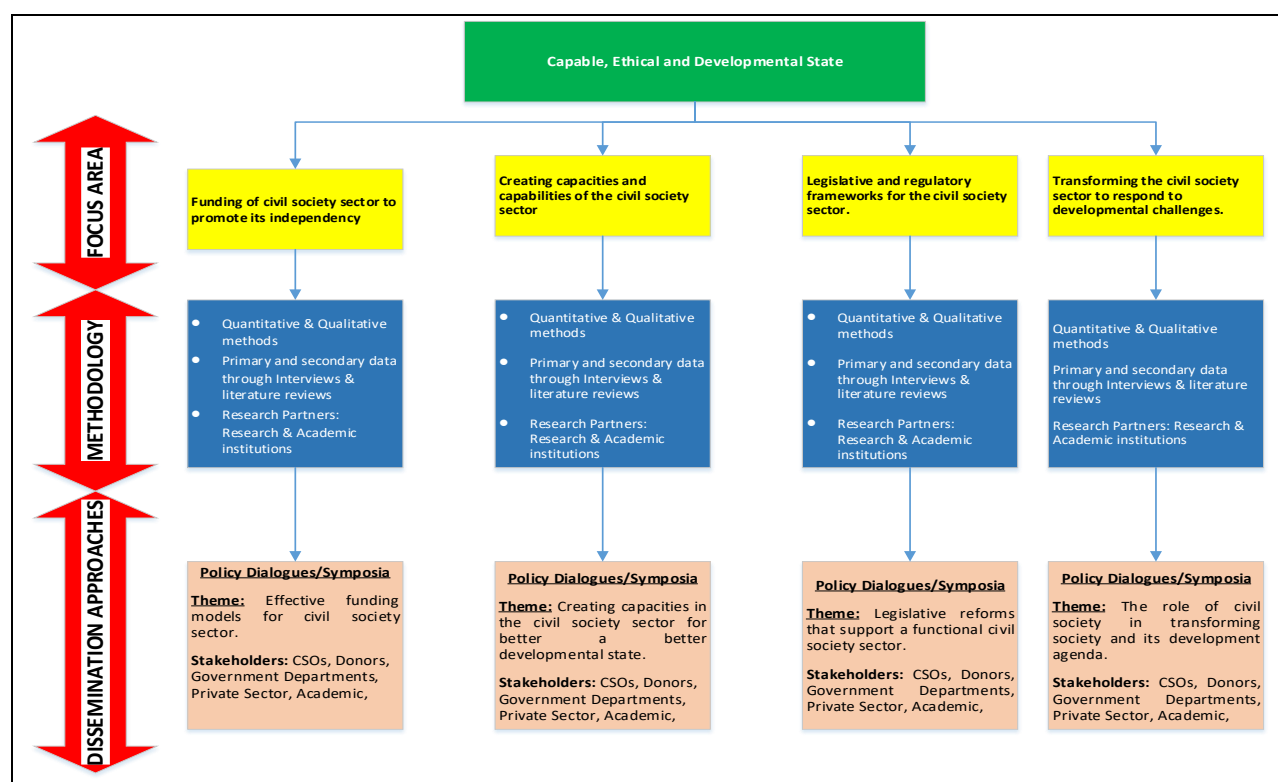 Capable, Ethical and Developmental State
FOCUS AREA
Funding of civil society sector to
promote its independency
Creating capacities and
capabilities of the civil society
sector
Legislative and regulatory
frameworks for the civil society
sector.
Transforming the civil society
sector to respond to
developmental challenges.
METHODOLOGY
● Quantitative & Qualitative
methods
● Primary and secondary data
through Interviews &
literature reviews
● Research Partners:
Research & Academic
institutions
● Quantitative & Qualitative
methods
● Primary and secondary data
through Interviews &
literature reviews
● Research Partners:
Research & Academic
institutions
● Quantitative & Qualitative
methods
● Primary and secondary data
through Interviews &
literature reviews
● Research Partners:
Research & Academic
institutions
Quantitative & Qualitative
methods
Primary and secondary data
through Interviews & literature
reviews
Research Partners: Research &
Academic institutions
DISSEMINATION APPROACHES
Policy Dialogues/Symposia
Theme: Effective funding
models for civil society
sector.
Stakeholders: CSOs, Donors,
Government Departments,
Private Sector, Academic,
Policy Dialogues/Symposia
Theme: Creating capacities in
the civil society sector for
better a better
developmental state.
Stakeholders: CSOs, Donors,
Government Departments,
Private Sector, Academic,
Policy Dialogues/Symposia
Theme: Legislative reforms
that support a functional civil
society sector.
Stakeholders: CSOs, Donors,
Government Departments,
Private Sector, Academic,
Policy Dialogues/Symposia
Theme: The role of civil
society in transforming
society and its development
agenda.
Stakeholders: CSOs, Donors,
Government Departments,
Private Sector, Academic,